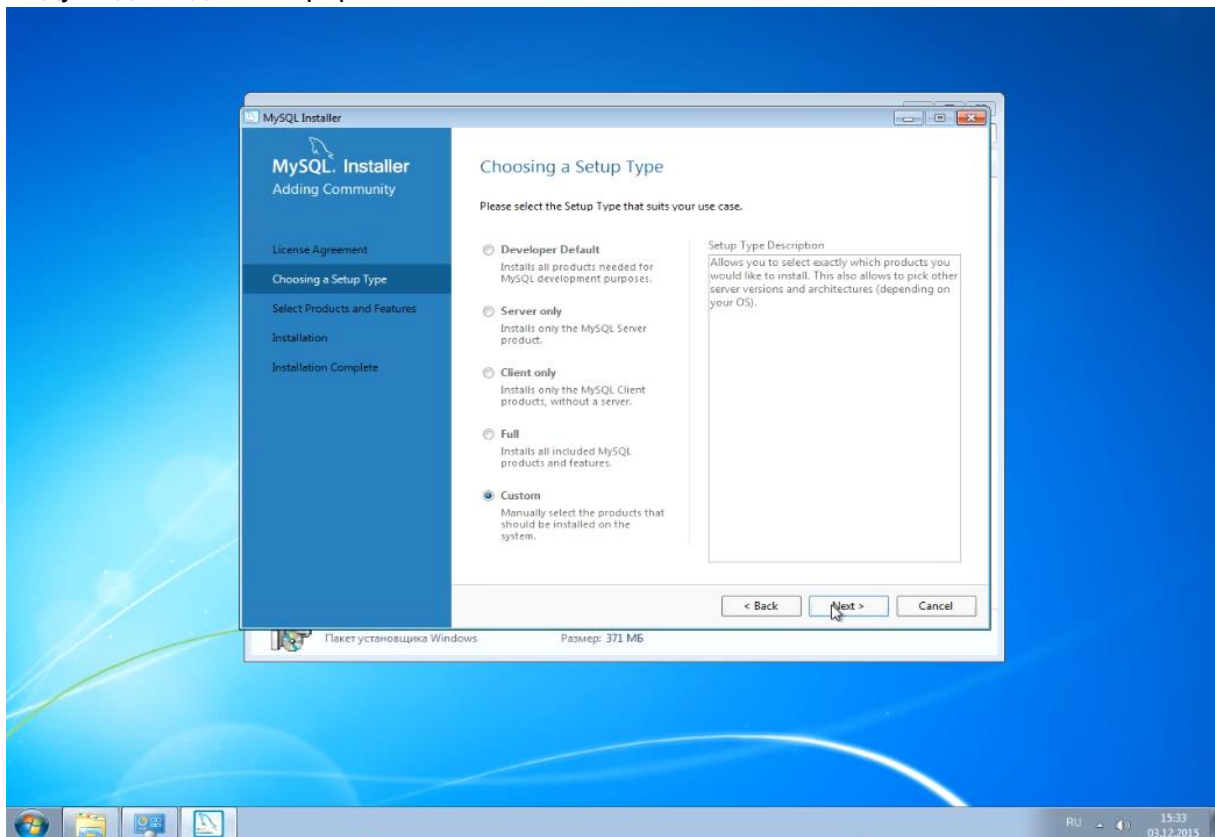 MySQL Installer
MySQL. Installer
Adding Community
License Agreement
Choosing a Setup Type
Select Products and Features
Installation
Installation Complete
Choosing a Setup Type
Please select the Setup Type that suits your use case.
Developer Default
Installs all products needed for
MySQL development purposes.
Server only
Installs only the MySQL Server
product.
Client only
Installs only the MySQL Client
products, without a server.
Full
Installs all included MySQL
products and features.
Custom
Manually select the products that
should be installed on the
system.
Setup Type Description
Allows you to select exactly which products you
would like to install. This also allows to pick other
server versions and architectures (depending on
your OS).
< Back
Next >
Cancel
Пакет установщика Windows
Размер: 371 МБ
RU
15:33
03.12.2015